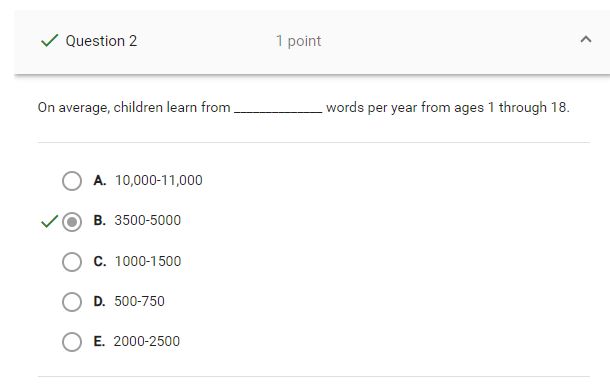 Question 2 1 point
On average, children learn from ______________ words per year from ages 1 through 18.
A. 10,000-11,000
B. 3500-5000
C. 1000-1500
D. 500-750
E. 2000-2500